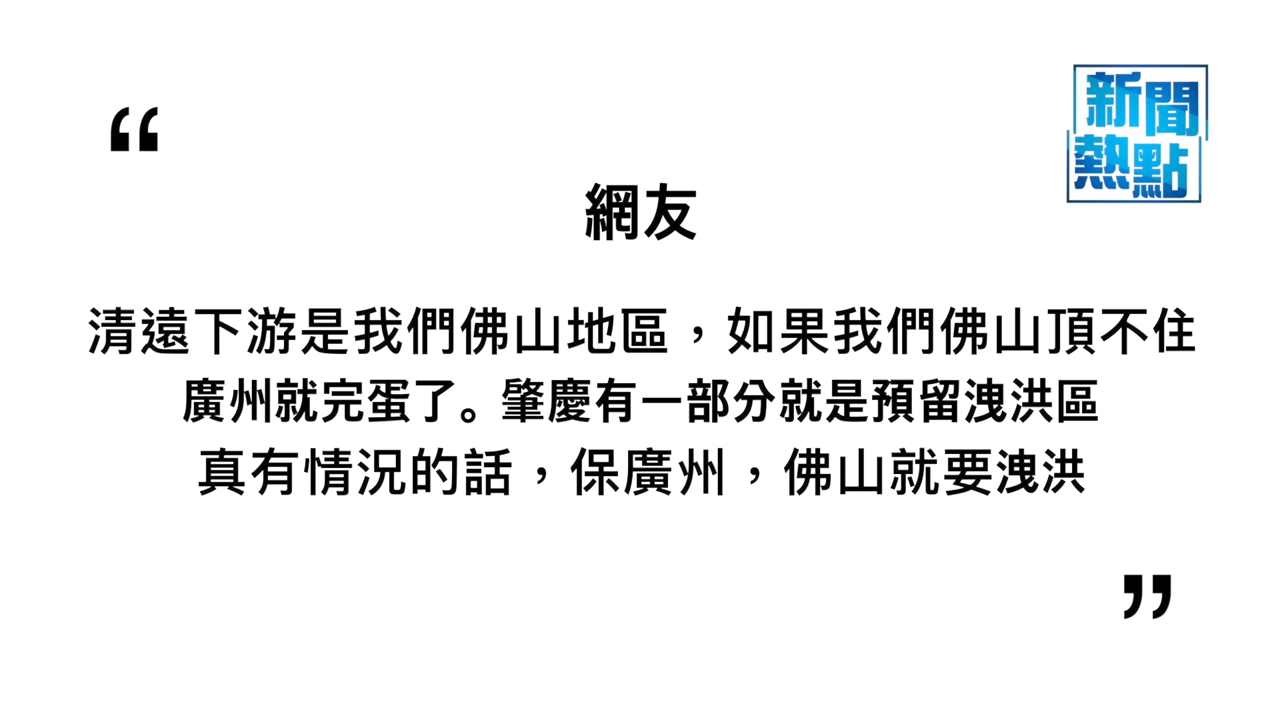 新聞
熱點
“
網友
清遠下游是我們佛山地區，如果我們佛山頂不住
廣州就完蛋了。肇慶有一部分就是預留洩洪區
真有情況的話，保廣州，佛山就要洩洪
”